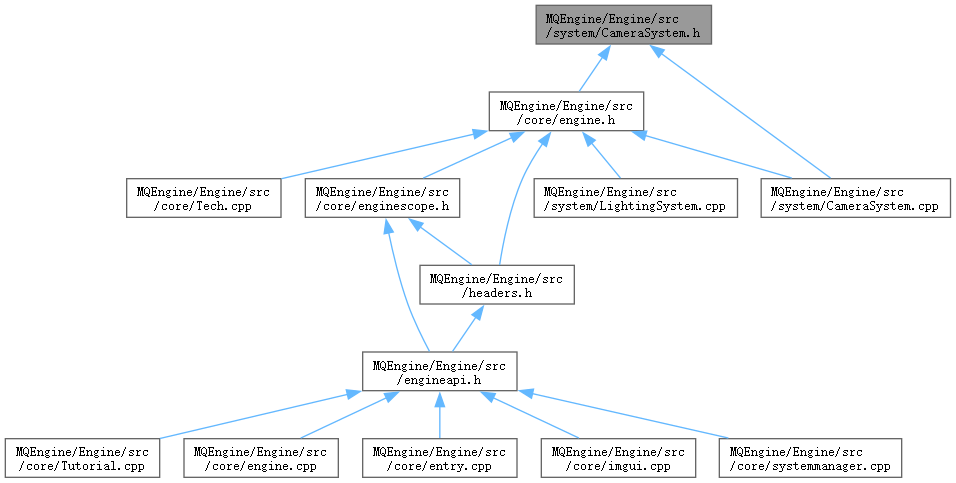 MQEngine/Engine/src
/system/CameraSystem.h
MQEngine/Engine/src
/core/engine.h
MQEngine/Engine/src
/core/Tech.cpp
MQEngine/Engine/src
/core/enginescope.h
MQEngine/Engine/src
/system/LightingSystem.cpp
MQEngine/Engine/src
/system/CameraSystem.cpp
MQEngine/Engine/src
/headers.h
MQEngine/Engine/src
/engineapi.h
MQEngine/Engine/src
/core/Tutorial.cpp
MQEngine/Engine/src
/core/engine.cpp
MQEngine/Engine/src
/core/entry.cpp
MQEngine/Engine/src
/core/imgui.cpp
MQEngine/Engine/src
/core/systemmanager.cpp